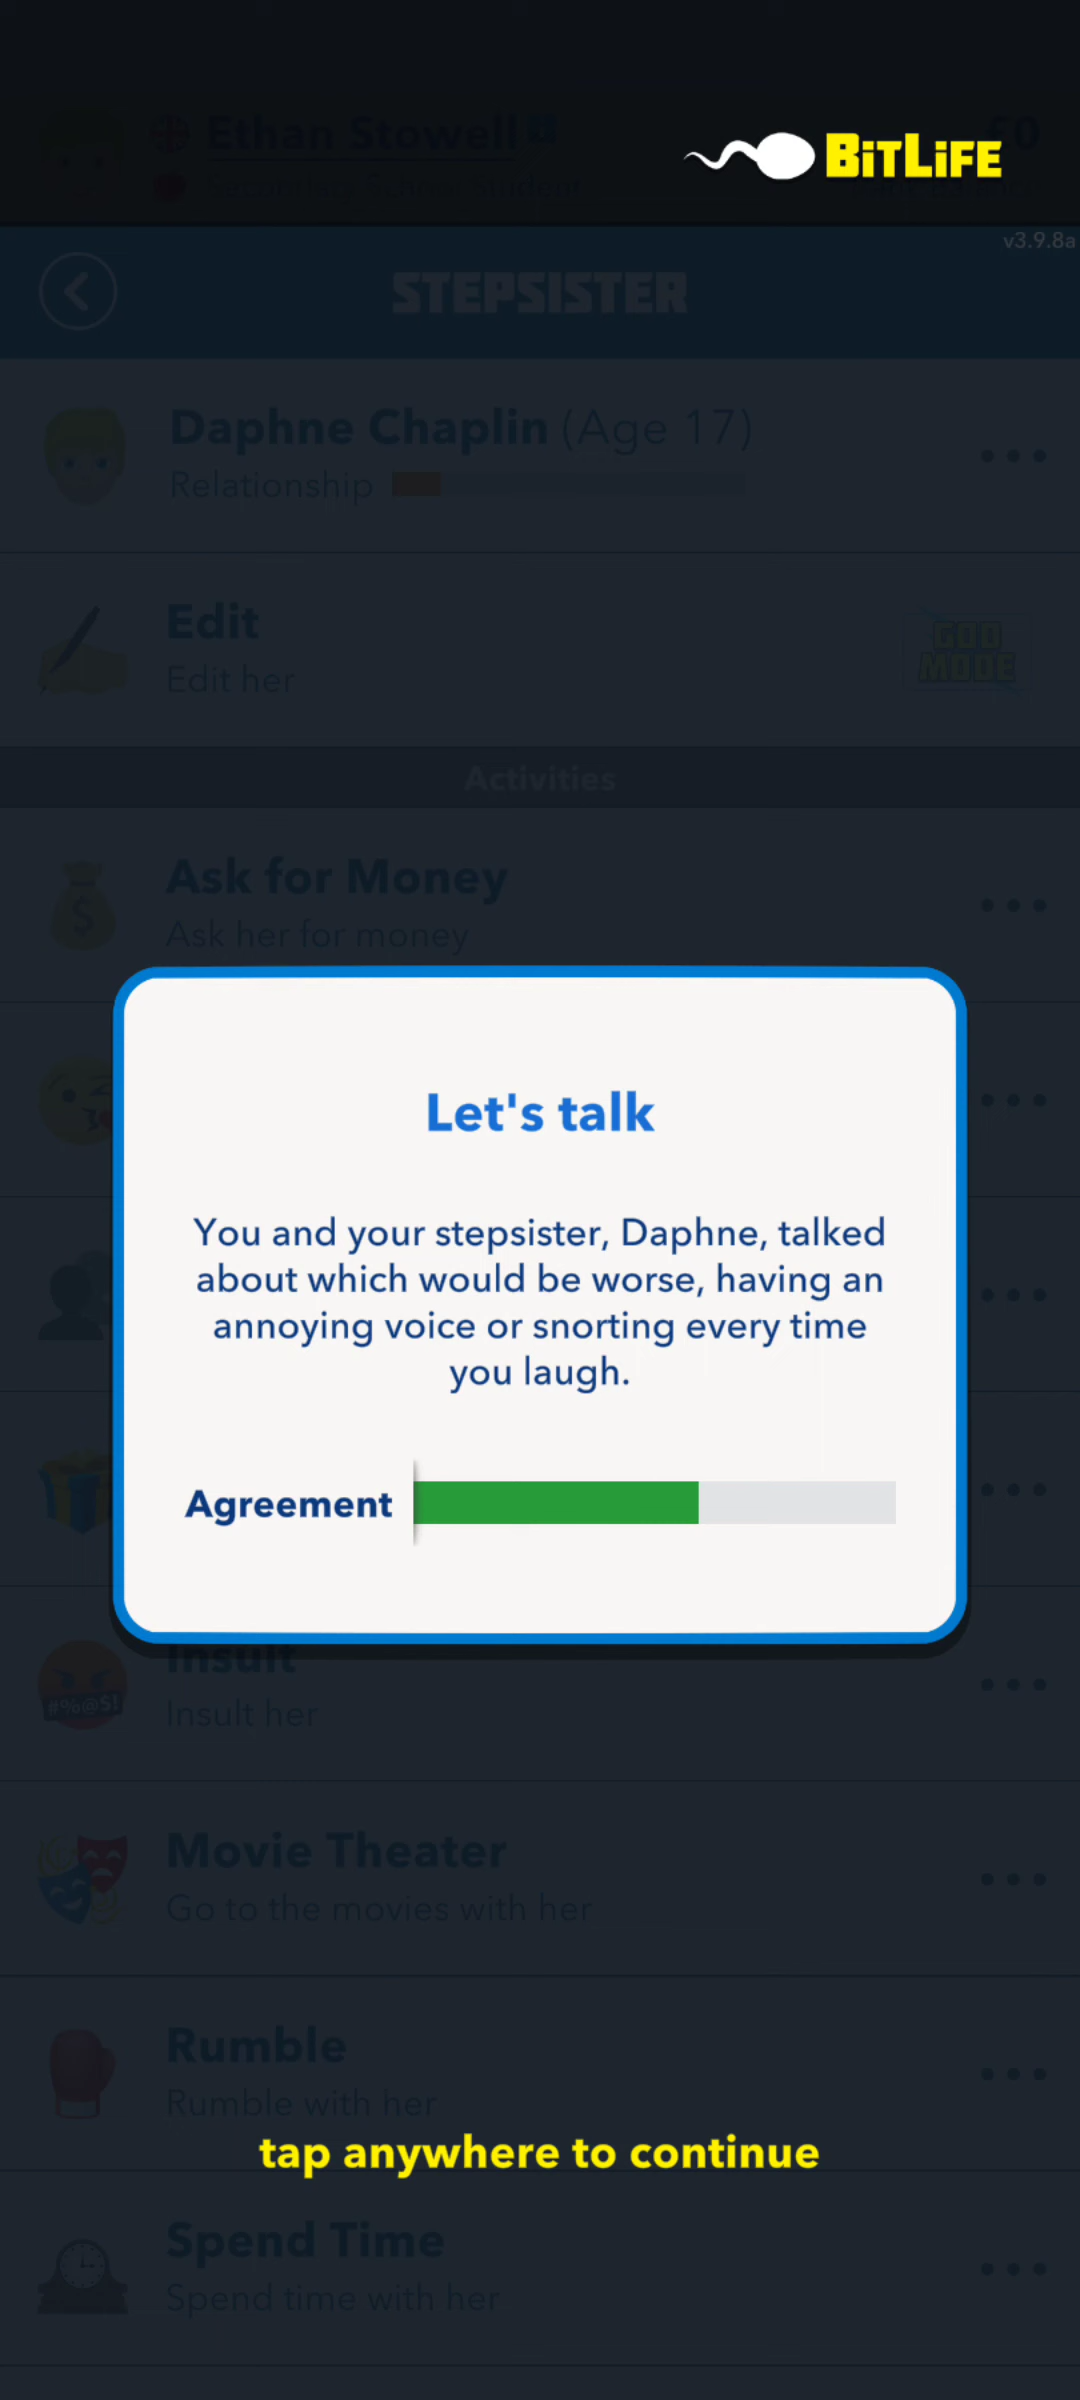 Ethan Stowell
BiTLiFE
v3.9.8a
STEPSISTER
Daphne Chaplin (Age 17)
Relationship
Edit
Edit her
GOD
MODE
Activities
Ask for Money
Ask her for money
Let's talk
You and your stepsister, Daphne, talked
about which would be worse, having an
annoying voice or snorting every time
you laugh.
Agreement
Insult
#%@$!
Insult her
Movie Theater
Go to the movies with her
Rumble
Rumble with her
tap anywhere to continue
Spend Time
Spend time with her